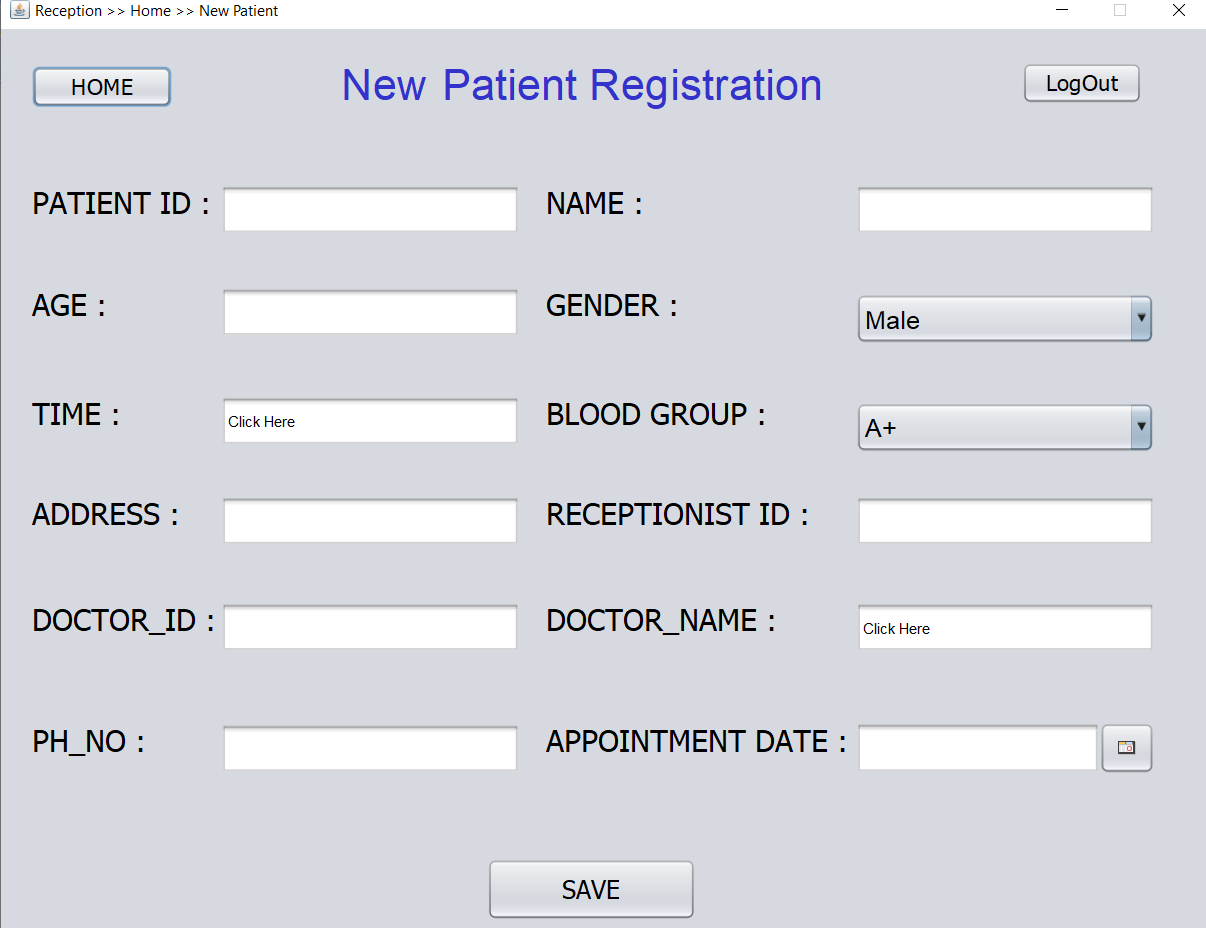 Reception >> Home >> New Patient
HOME
New Patient Registration
LogOut
PATIENT ID :
NAME :
AGE :
GENDER :
Male
TIME :
Click Here
BLOOD GROUP :
A+
ADDRESS :
RECEPTIONIST ID :
DOCTOR_ID :
DOCTOR_NAME :
Click Here
PH_NO :
APPOINTMENT DATE :
SAVE